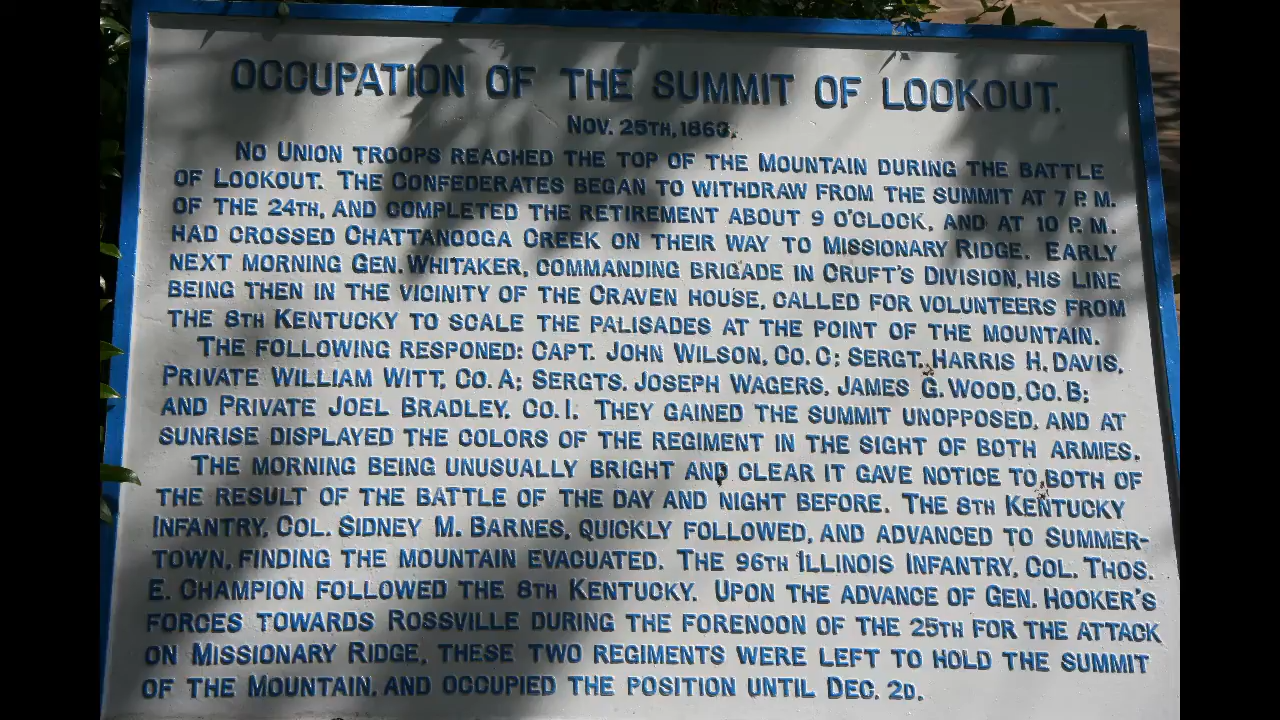 OCCUPATION OF THE SUMMIT OF LOOKOUT.
NOV. 25TH, 1863.
NO UNION TROOPS REACHED THE TOP OF THE MOUNTAIN DURING THE BATTLE
OF LOOKOUT. THE CONFEDERATES BEGAN TO WITHDRAW FROM THE SUMMIT AT 7 P.M.
OF THE 24TH, AND COMPLETED THE RETIREMENT ABOUT 9 O'CLOCK, AND AT 10 P.M.
HAD CROSSED CHATTANOOGA CREEK ON THEIR WAY TO MISSIONARY RIDGE. EARLY
NEXT MORNING GEN. WHITAKER, COMMANDING BRIGADE IN CRUFT'S DIVISION, HIS LINE
BEING THEN IN THE VICINITY OF THE CRAVEN HOUSE, CALLED FOR VOLUNTEERS FROM
THE 8TH KENTUCKY TO SCALE THE PALISADES AT THE POINT OF THE MOUNTAIN.
THE FOLLOWING RESPONED: CAPT. JOHN WILSON, CO. C; SERGT. HARRIS H. DAVIS,
PRIVATE WILLIAM WITT, CO. A; SERGTS. JOSEPH WAGERS, JAMES G. WOOD, CO. B;
AND PRIVATE JOEL BRADLEY, CO. I. THEY GAINED THE SUMMIT UNOPPOSED, AND AT
SUNRISE DISPLAYED THE COLORS OF THE REGIMENT IN THE SIGHT OF BOTH ARMIES.
THE MORNING BEING UNUSUALLY BRIGHT AND CLEAR IT GAVE NOTICE TO BOTH OF
THE RESULT OF THE BATTLE OF THE DAY AND NIGHT BEFORE. THE 8TH KENTUCKY
INFANTRY, COL. SIDNEY M. BARNES, QUICKLY FOLLOWED, AND ADVANCED TO SUMMER-
TOWN, FINDING THE MOUNTAIN EVACUATED. THE 96TH ILLINOIS INFANTRY, COL. THOS.
E. CHAMPION FOLLOWED THE 8TH KENTUCKY. UPON THE ADVANCE OF GEN. HOOKER'S
FORCES TOWARDS ROSSVILLE DURING THE FORENOON OF THE 25TH FOR THE ATTACK
ON MISSIONARY RIDGE, THESE TWO REGIMENTS WERE LEFT TO HOLD THE SUMMIT
OF THE MOUNTAIN, AND OCCUPIED THE POSITION UNTIL DEC. 2D.